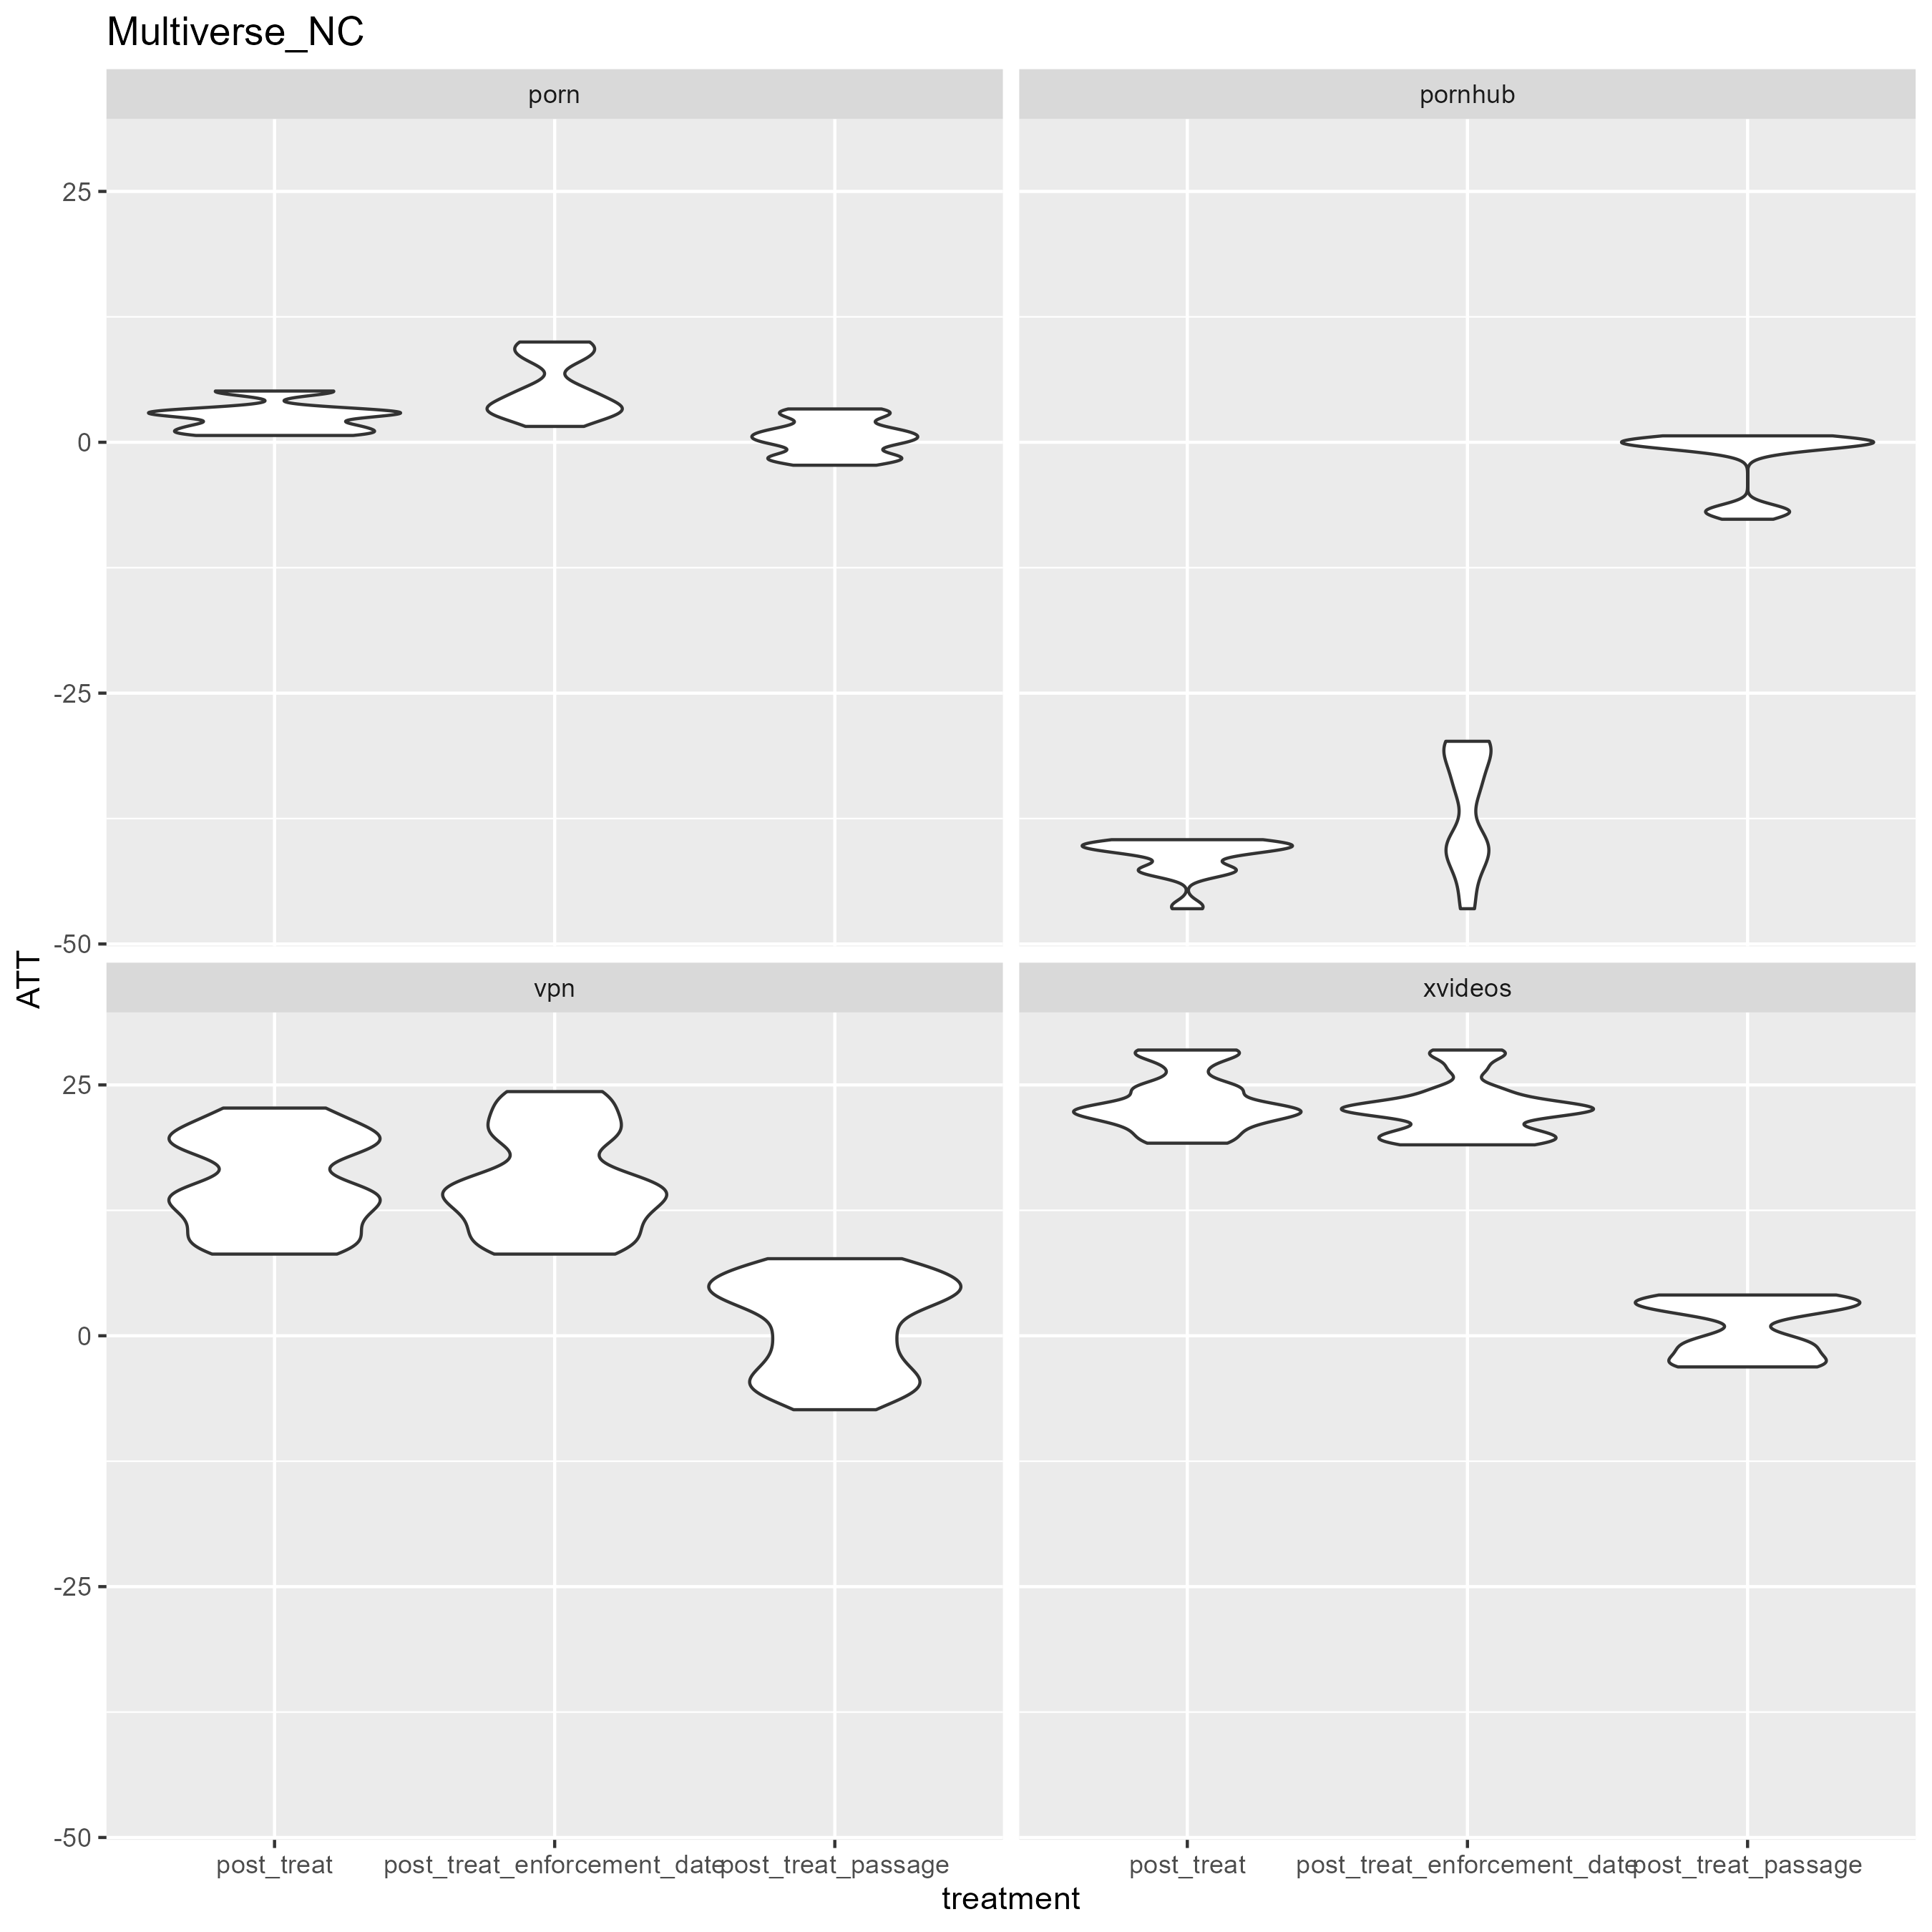 Multiverse_NC
porn
pornhub
25
0
-25
-50
ATT
vpn
xvideos
25
0
-25
-50
post_treat
post_treat_enforcement_date
post_treat_passage
post_treat
post_treat_enforcement_date
post_treat_passage
treatment